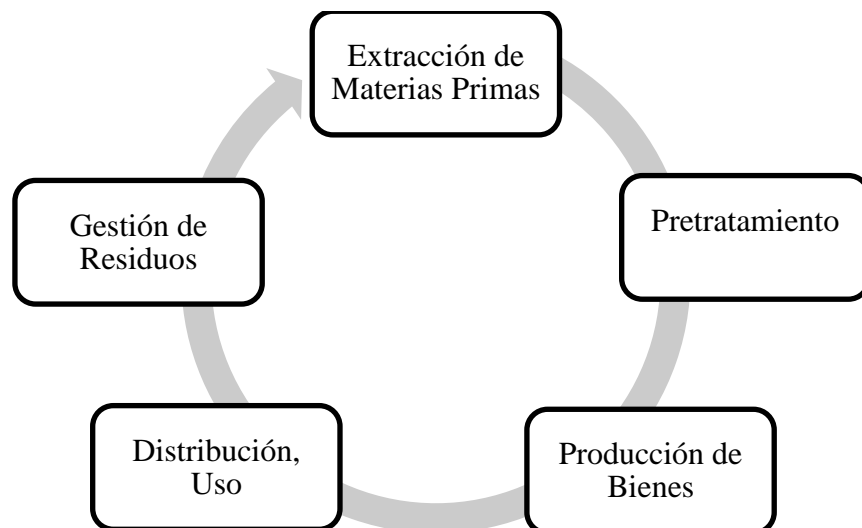 Extracción de
Materias Primas
Pretratamiento
Producción de
Bienes
Distribución,
Uso
Gestión de
Residuos